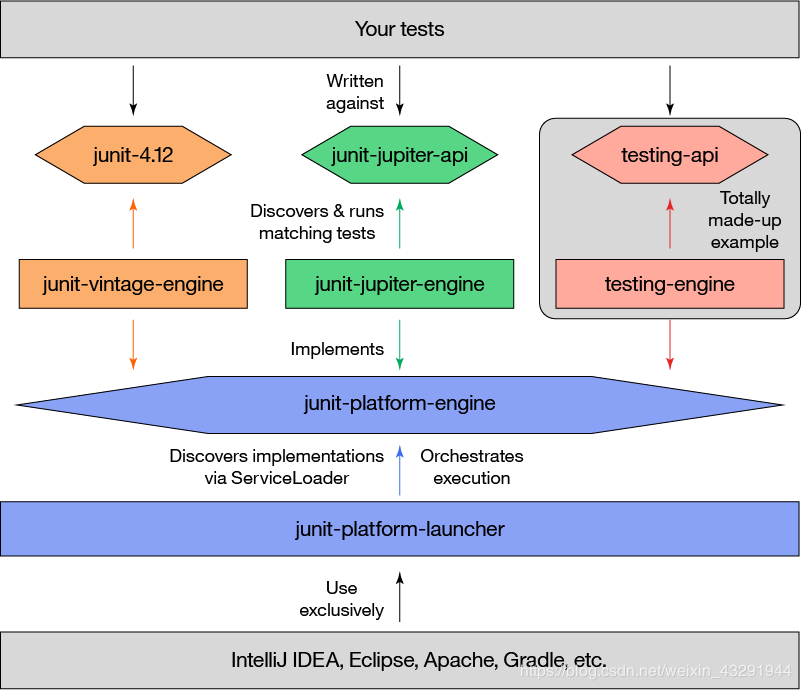 Your tests
Written
against
junit-4.12
junit-jupiter-api
testing-api
Discovers & runs
matching tests
Totally
made-up
example
junit-vintage-engine
junit-jupiter-engine
testing-engine
Implements
junit-platform-engine
Discovers implementations
via ServiceLoader
Orchestrates
execution
junit-platform-launcher
Use
exclusively
IntelliJ IDEA, Eclipse, Apache, Gradle, etc.
https://blog.csdn.net/weixin_43291944